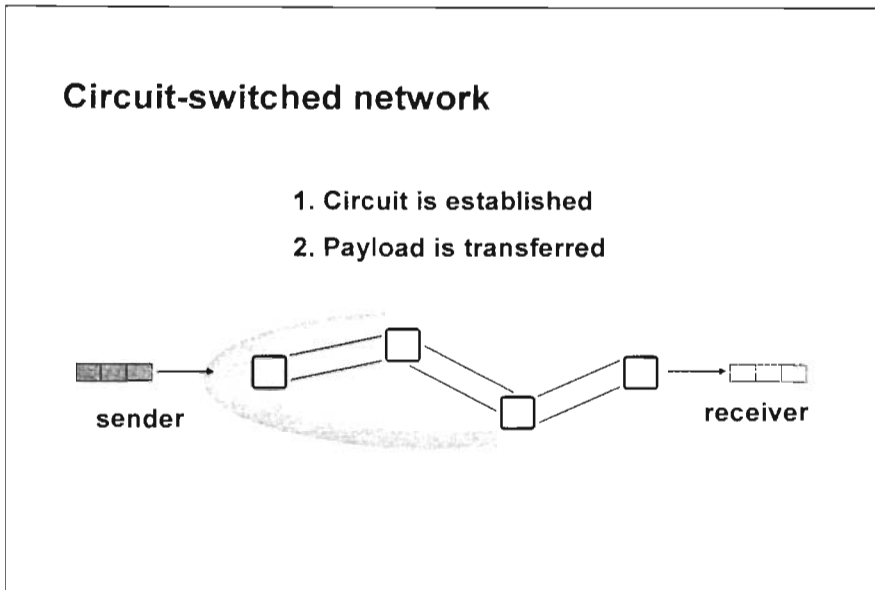 Circuit-switched network
1. Circuit is established
2. Payload is transferred
sender
receiver